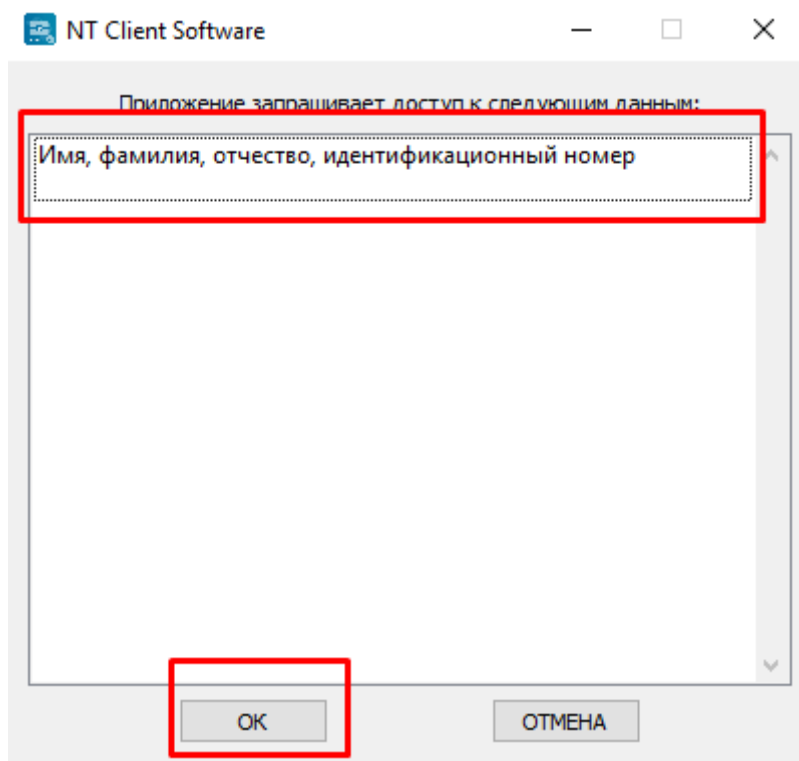 NT Client Software
Приложение запрашивает доступ к следующим данным:
Имя, фамилия, отчество, идентификационный номер
ОК
ОТМЕНА